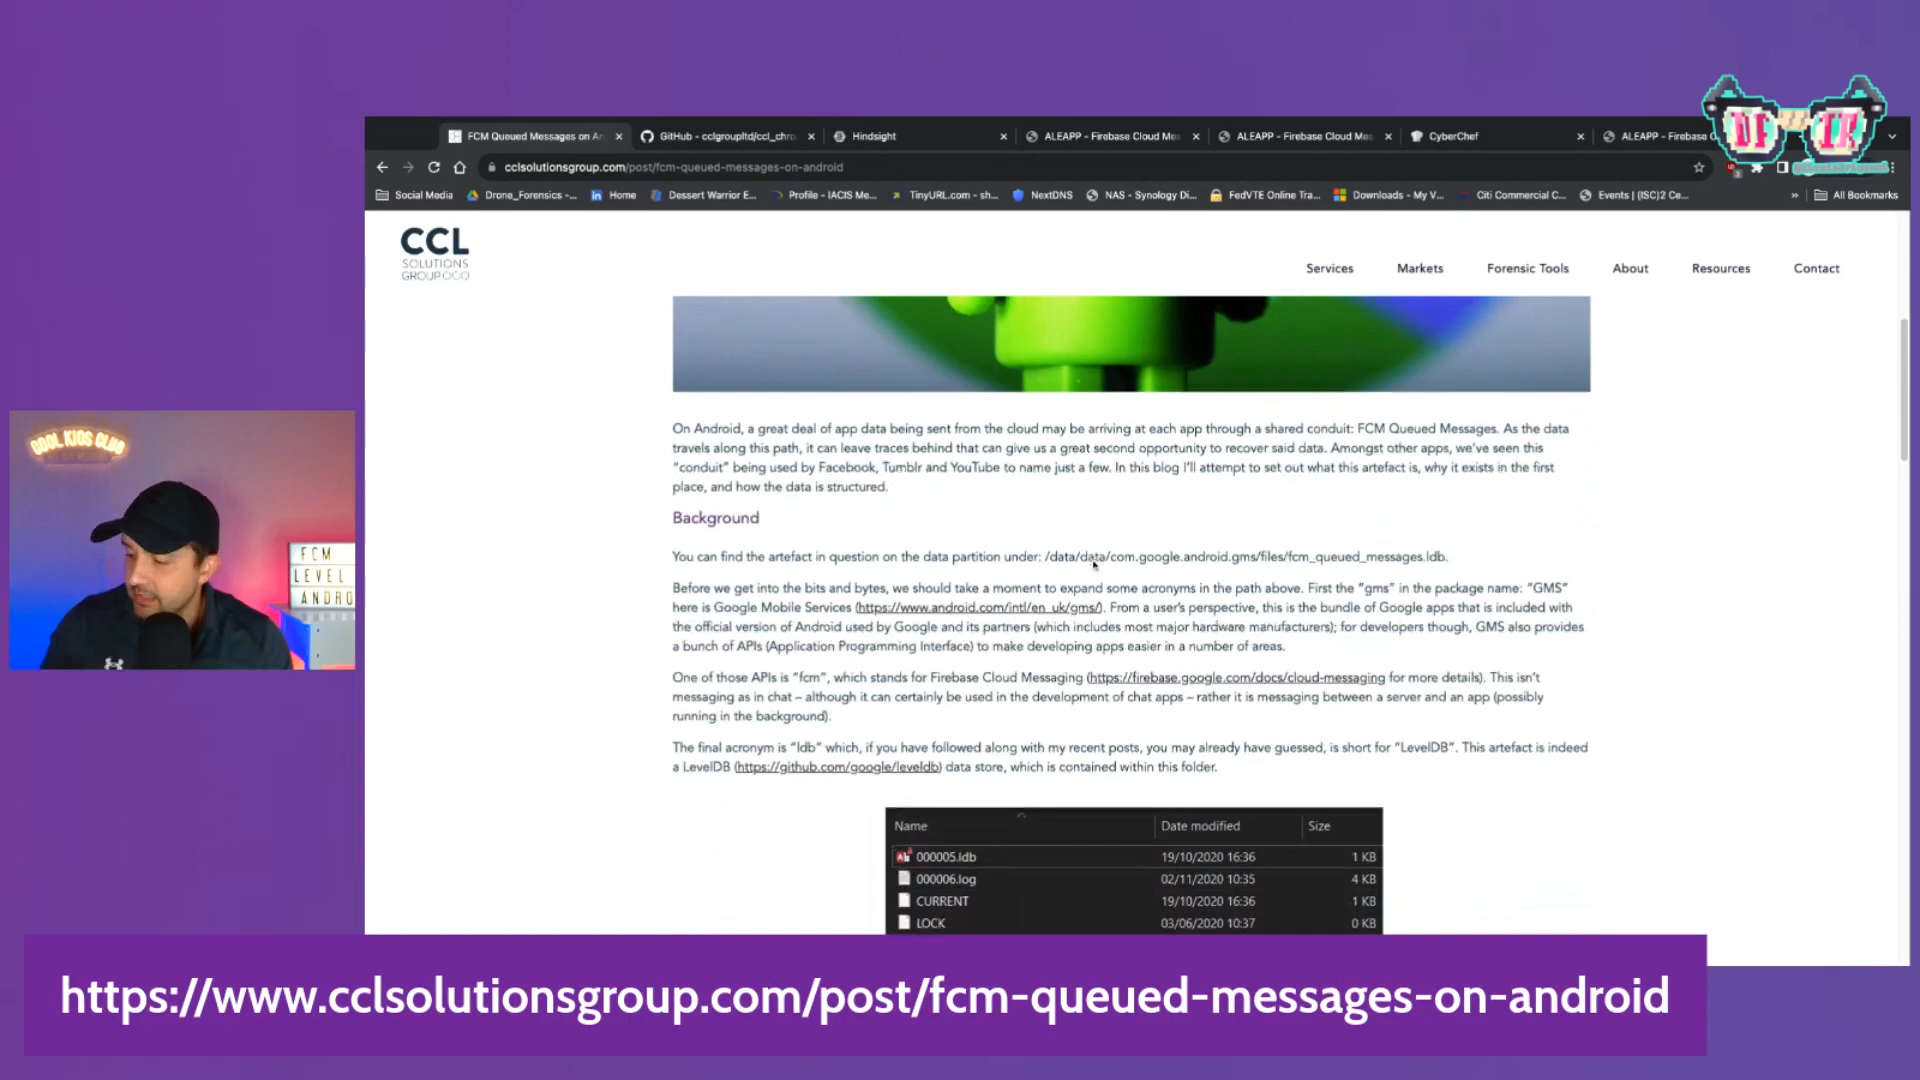 FCM Queued Messages on An
GitHub - cclgroupltd/ccl_chro
Hindsight
ALEAPP - Firebase Cloud Mes
ALEAPP - Firebase Cloud Mes
CyberChef
ALEAPP - Firebase C
DF IR
cclsolutionsgroup.com/post/fcm-queued-messages-on-android
Social Media
Drone_Forensics -...
Home
Dessert Warrior E...
Profile - IACIS Me...
TinyURL.com - sh...
NextDNS
NAS - Synology Di...
FedVTE Online Tra...
Downloads - My V...
Citi Commercial C...
Events | (ISC)2 Ce...
»
All Bookmarks
CCL
SOLUTIONS
GROUP
Services
Markets
Forensic Tools
About
Resources
Contact
On Android, a great deal of app data being sent from the cloud may be arriving at each app through a shared conduit: FCM Queued Messages. As the data
travels along this path, it can leave traces behind that can give us a great second opportunity to recover said data. Amongst other apps, we've seen this
“conduit” being used by Facebook, Tumblr and YouTube to name just a few. In this blog I'll attempt to set out what this artefact is, why it exists in the first
place, and how the data is structured.
Background
You can find the artefact in question on the data partition under: /data/data/com.google.android.gms/files/fcm_queued_messages.ldb.
Before we get into the bits and bytes, we should take a moment to expand some acronyms in the path above. First the “gms” in the package name: “GMS”
here is Google Mobile Services (https://www.android.com/intl/en_uk/gms/). From a user's perspective, this is the bundle of Google apps that is included with
the official version of Android used by Google and its partners (which includes most major hardware manufacturers); for developers though, GMS also provides
a bunch of APIs (Application Programming Interface) to make developing apps easier in a number of areas.
One of those APIs is “fcm”, which stands for Firebase Cloud Messaging (https://firebase.google.com/docs/cloud-messaging for more details). This isn't
messaging as in chat – although it can certainly be used in the development of chat apps – rather it is messaging between a server and an app (possibly
running in the background).
The final acronym is “ldb” which, if you have followed along with my recent posts, you may already have guessed, is short for “LevelDB”. This artefact is indeed
a LevelDB (https://github.com/google/leveldb) data store, which is contained within this folder.
Name Date modified Size
000005.ldb 19/10/2020 16:36 1 KB
000006.log 02/11/2020 10:35 4 KB
CURRENT 19/10/2020 16:36 1 KB
LOCK 03/06/2020 10:37 0 KB
COOL KIDS CLUB
FCM
LEVEL
ANDRO
https://www.cclsolutionsgroup.com/post/fcm-queued-messages-on-android